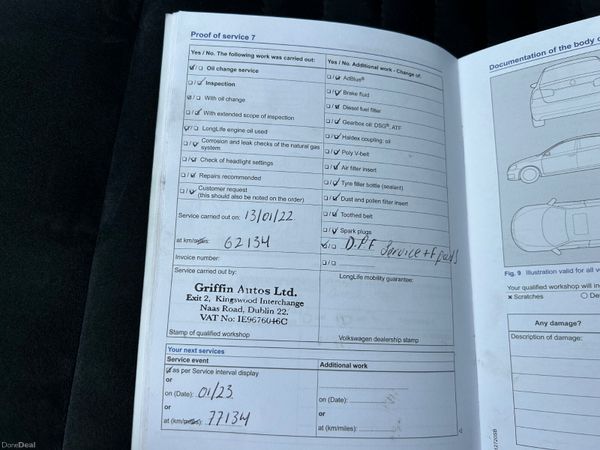 Proof of service 7
Yes / No. The following work was carried out:
☑/☐ Oil change service
☐/☑ Inspection
☑/☐ With oil change
☐/☑ With extended scope of inspection
☑/☐ LongLife engine oil used
☐/☑ Corrosion and leak checks of the natural gas
system
☐/☑ Check of headlight settings
☐/☑ Repairs recommended
☐/☑ Customer request
(this should also be noted on the order)
Service carried out on: 13/01/22
at km/miles: 62134
Invoice number:
Service carried out by:
Griffin Autos Ltd.
Exit 2, Kingswood Interchange
Naas Road, Dublin 22.
VAT No: IE9676046C
Stamp of qualified workshop
Yes / No. Additional work - Change of:
☐/☑ AdBlue®
☐/☑ Brake fluid
☐/☑ Diesel fuel filter
☐/☑ Gearbox oil: DSG®, ATF
☐/☑ Haldex coupling: oil
☐/☑ Poly V-belt
☐/☑ Air filter insert
☐/☑ Tyre filler bottle (sealant)
☐/☑ Dust and pollen filter insert
☐/☑ Toothed belt
☐/☑ Spark plugs
☑/☐ D.P.F Service + F pads
☐/☐
LongLife mobility guarantee:
Volkswagen dealership stamp
Your next services
Service event
☑ as per Service interval display
or
on (Date): 01/23
or
at (km/miles): 77134
Additional work
on (Date):
or
at (km/miles):
Documentation of the body
Fig. 9 Illustration valid for all
Your qualified workshop will
× Scratches
Any damage?
Description of damage:
DoneDeal